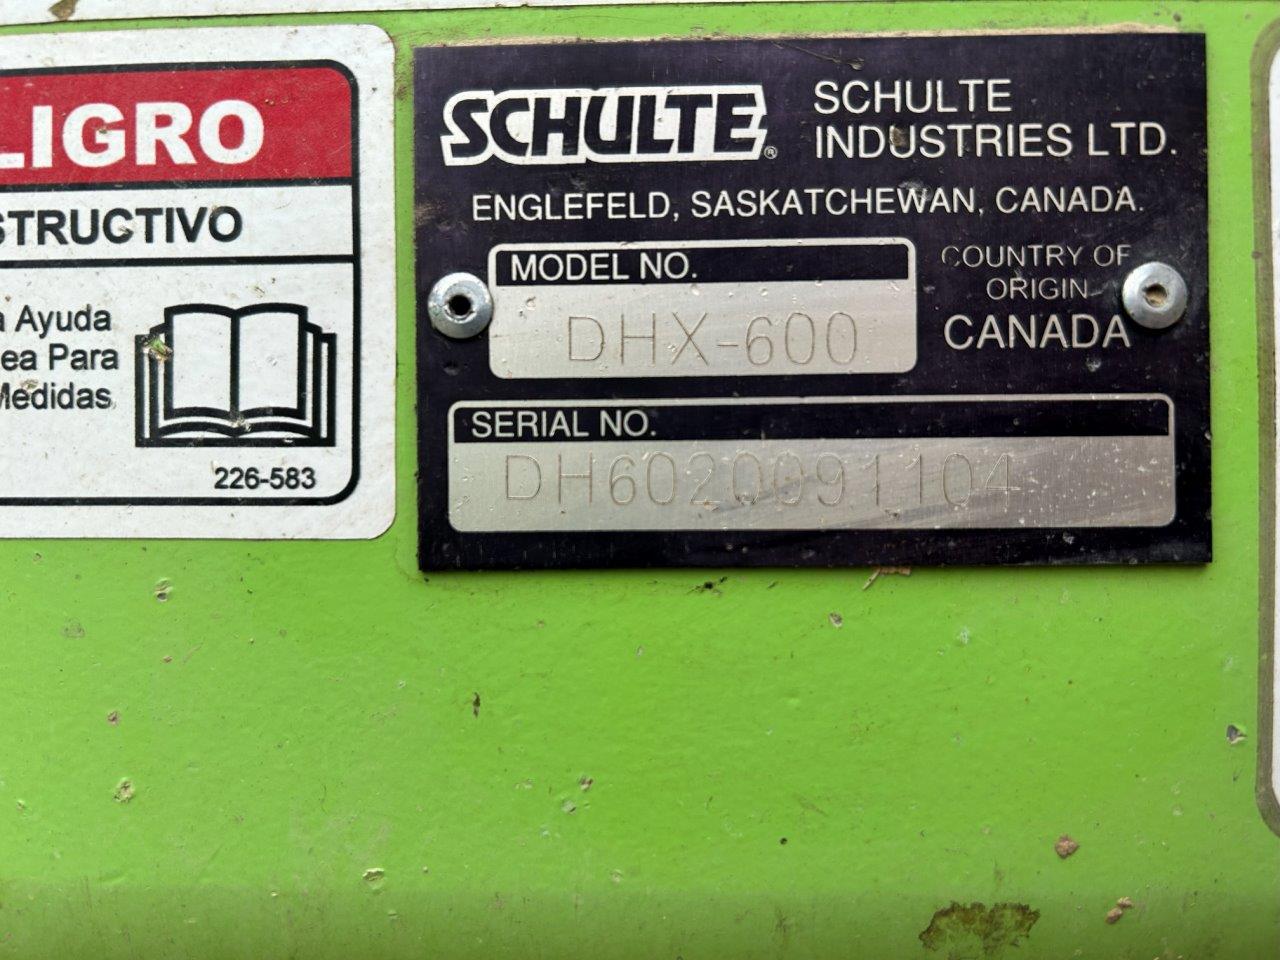 LIGRO
STRUCTIVO
a Ayuda
ea Para
Medidas
226-583
SCHULTE®
SCHULTE
INDUSTRIES LTD.
ENGLEFELD, SASKATCHEWAN, CANADA.
MODEL NO.
DHX-600
COUNTRY OF
ORIGIN
CANADA
SERIAL NO.
DH6020091104